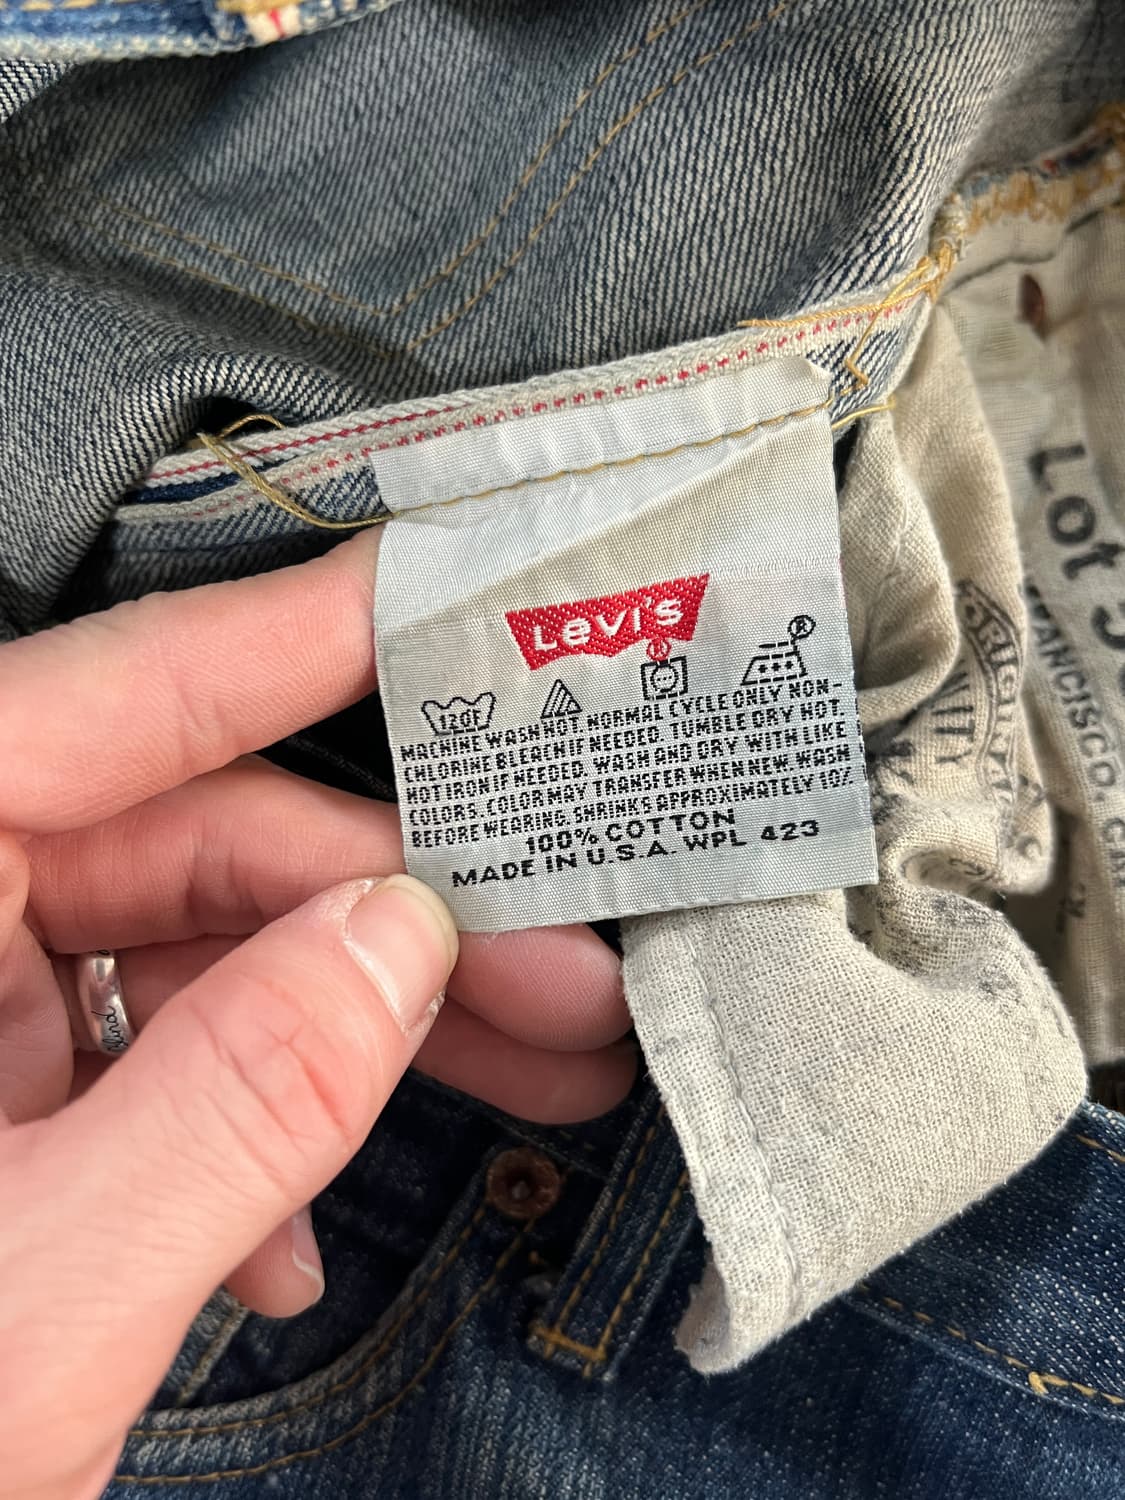 Levi's
®
®
120F
MACHINE WASH HOT. NORMAL CYCLE ONLY NON-
CHLORINE BLEACH IF NEEDED. TUMBLE DRY HOT.
HOT IRON IF NEEDED. WASH AND DRY WITH LIKE
COLORS. COLOR MAY TRANSFER WHEN NEW. WASH
BEFORE WEARING. SHRINKS APPROXIMATELY 10%
100% COTTON
MADE IN U.S.A. WPL 423
Lot
ANCISCO,